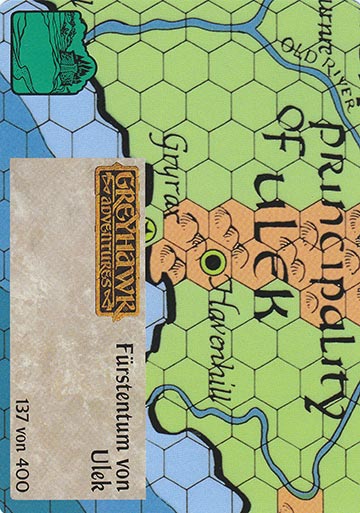 OLD RIVER
PRINCIPALITY
OF ULEK
Gryrax
Havenhill
GREYHAWK
ADVENTURES
Fürstentum von
Ulek
137 von 400